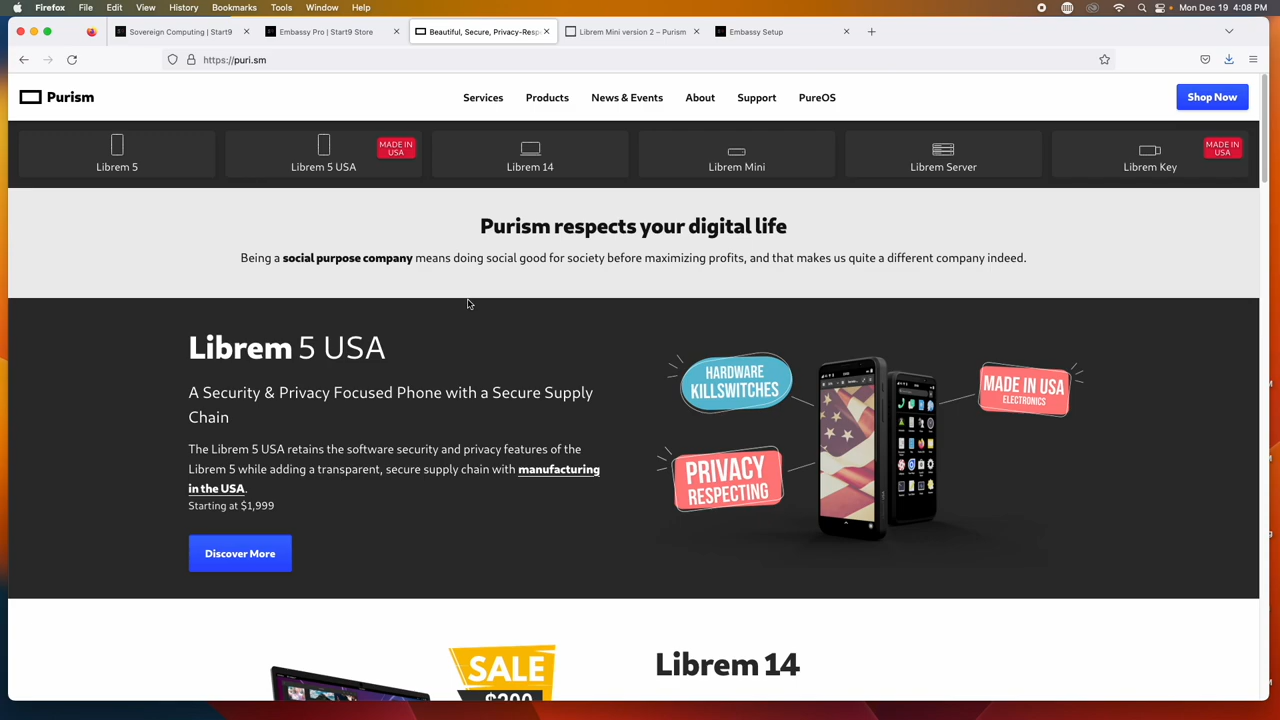 Firefox File Edit View History Bookmarks Tools Window Help Mon Dec 19 4:08 PM
Sovereign Computing | Start9 Embassy Pro | Start9 Store Beautiful, Secure, Privacy-Resp Librem Mini version 2 – Purism Embassy Setup
https://puri.sm
Purism Services Products News & Events About Support PureOS Shop Now
MADE IN
USA
MADE IN
USA
Librem 5 Librem 5 USA Librem 14 Librem Mini Librem Server Librem Key
Purism respects your digital life
Being a social purpose company means doing social good for society before maximizing profits, and that makes us quite a different company indeed.
Librem 5 USA
A Security & Privacy Focused Phone with a Secure Supply
Chain
The Librem 5 USA retains the software security and privacy features of the
Librem 5 while adding a transparent, secure supply chain with manufacturing
in the USA.
Starting at $1,999
Discover More
HARDWARE
KILLSWITCHES
MADE IN USA
ELECTRONICS
PRIVACY
RESPECTING
SALE
$200
Librem 14